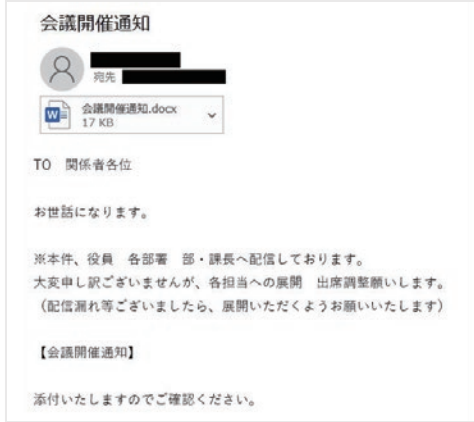 会議開催通知
宛先
会議開催通知.docx
17 KB
TO 関係者各位
お世話になります。
※本件、役員 各部署 部・課長へ配信しております。
大変申し訳ございませんが、各担当への展開 出席調整願いします。
(配信漏れ等ございましたら、展開いただくようお願いいたします)
【会議開催通知】
添付いたしますのでご確認ください。